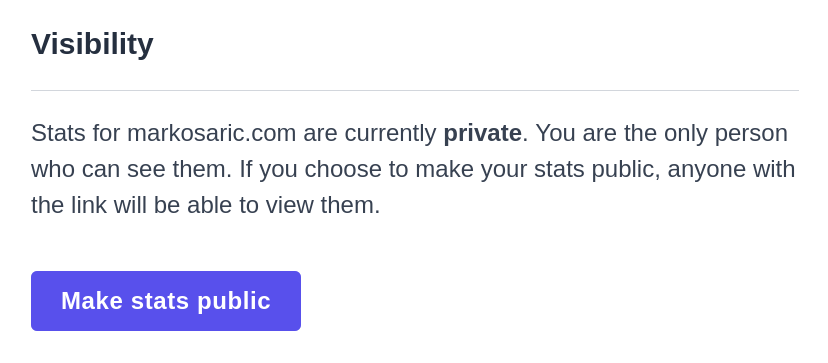 Visibility
Stats for markosaric.com are currently private. You are the only person
who can see them. If you choose to make your stats public, anyone with
the link will be able to view them.
Make stats public